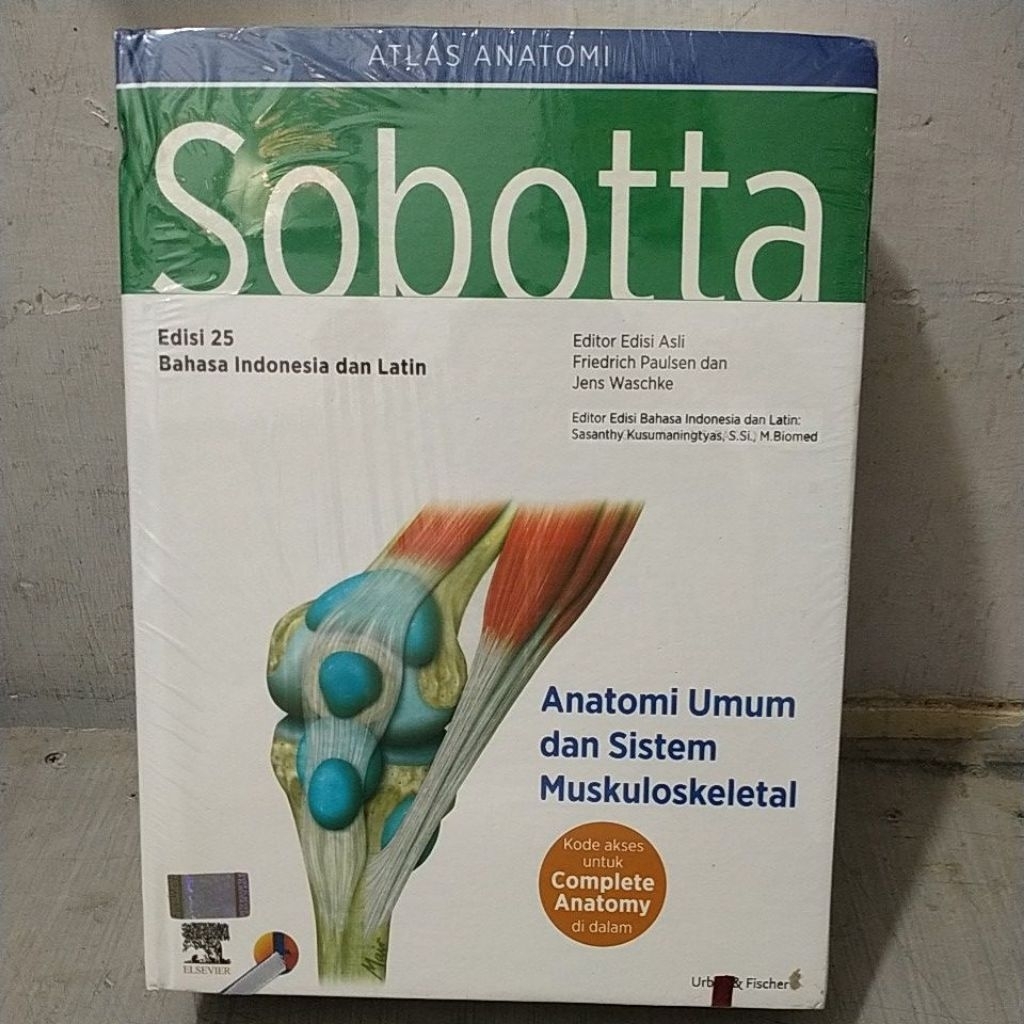 ATLAS ANATOMI
Sobotta
Edisi 25
Bahasa Indonesia dan Latin
Editor Edisi Asli
Friedrich Paulsen dan
Jens Waschke
Editor Edisi Bahasa Indonesia dan Latin:
Sasanthy Kusumaningtyas, S.Si., M.Biomed
Anatomi Umum
dan Sistem
Muskuloskeletal
Kode akses
untuk
Complete
Anatomy
di dalam
ELSEVIER
& Fischer